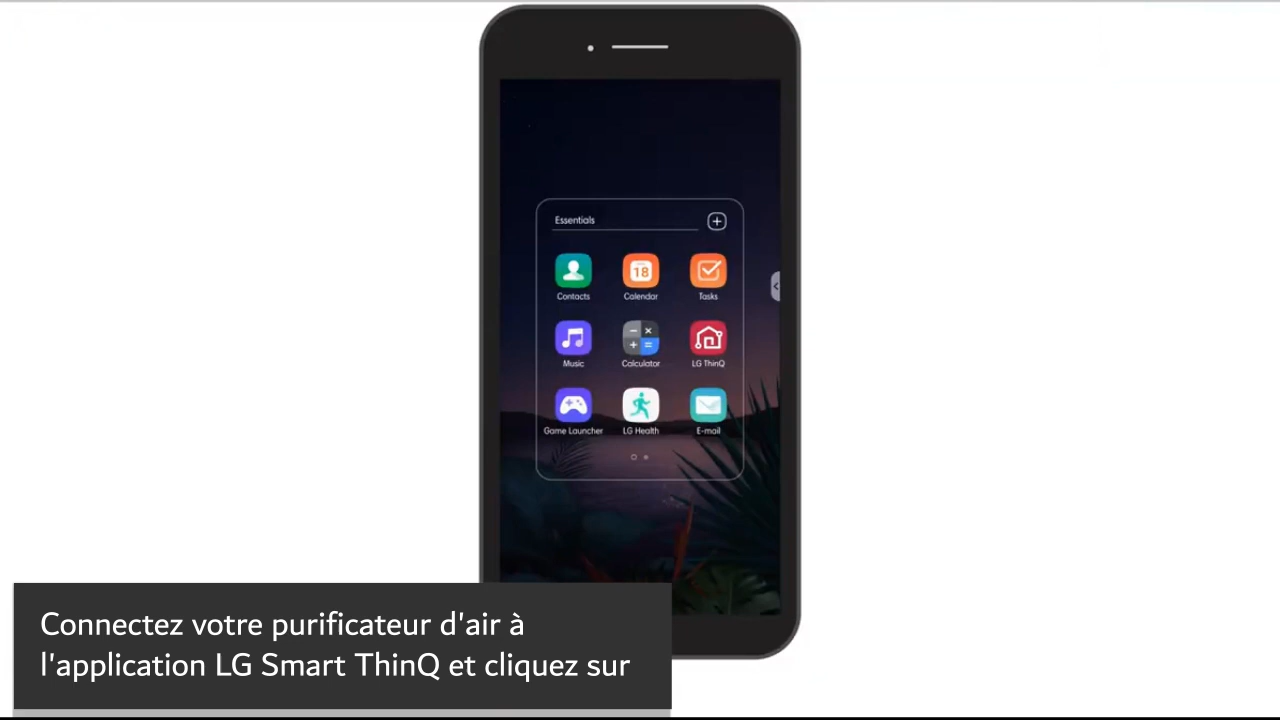 Essentials
18
Contacts
Calendar
Tasks
Music
Calculator
LG ThinQ
Game Launcher
LG Health
E-mail
Connectez votre purificateur d'air à
l'application LG Smart ThinQ et cliquez sur